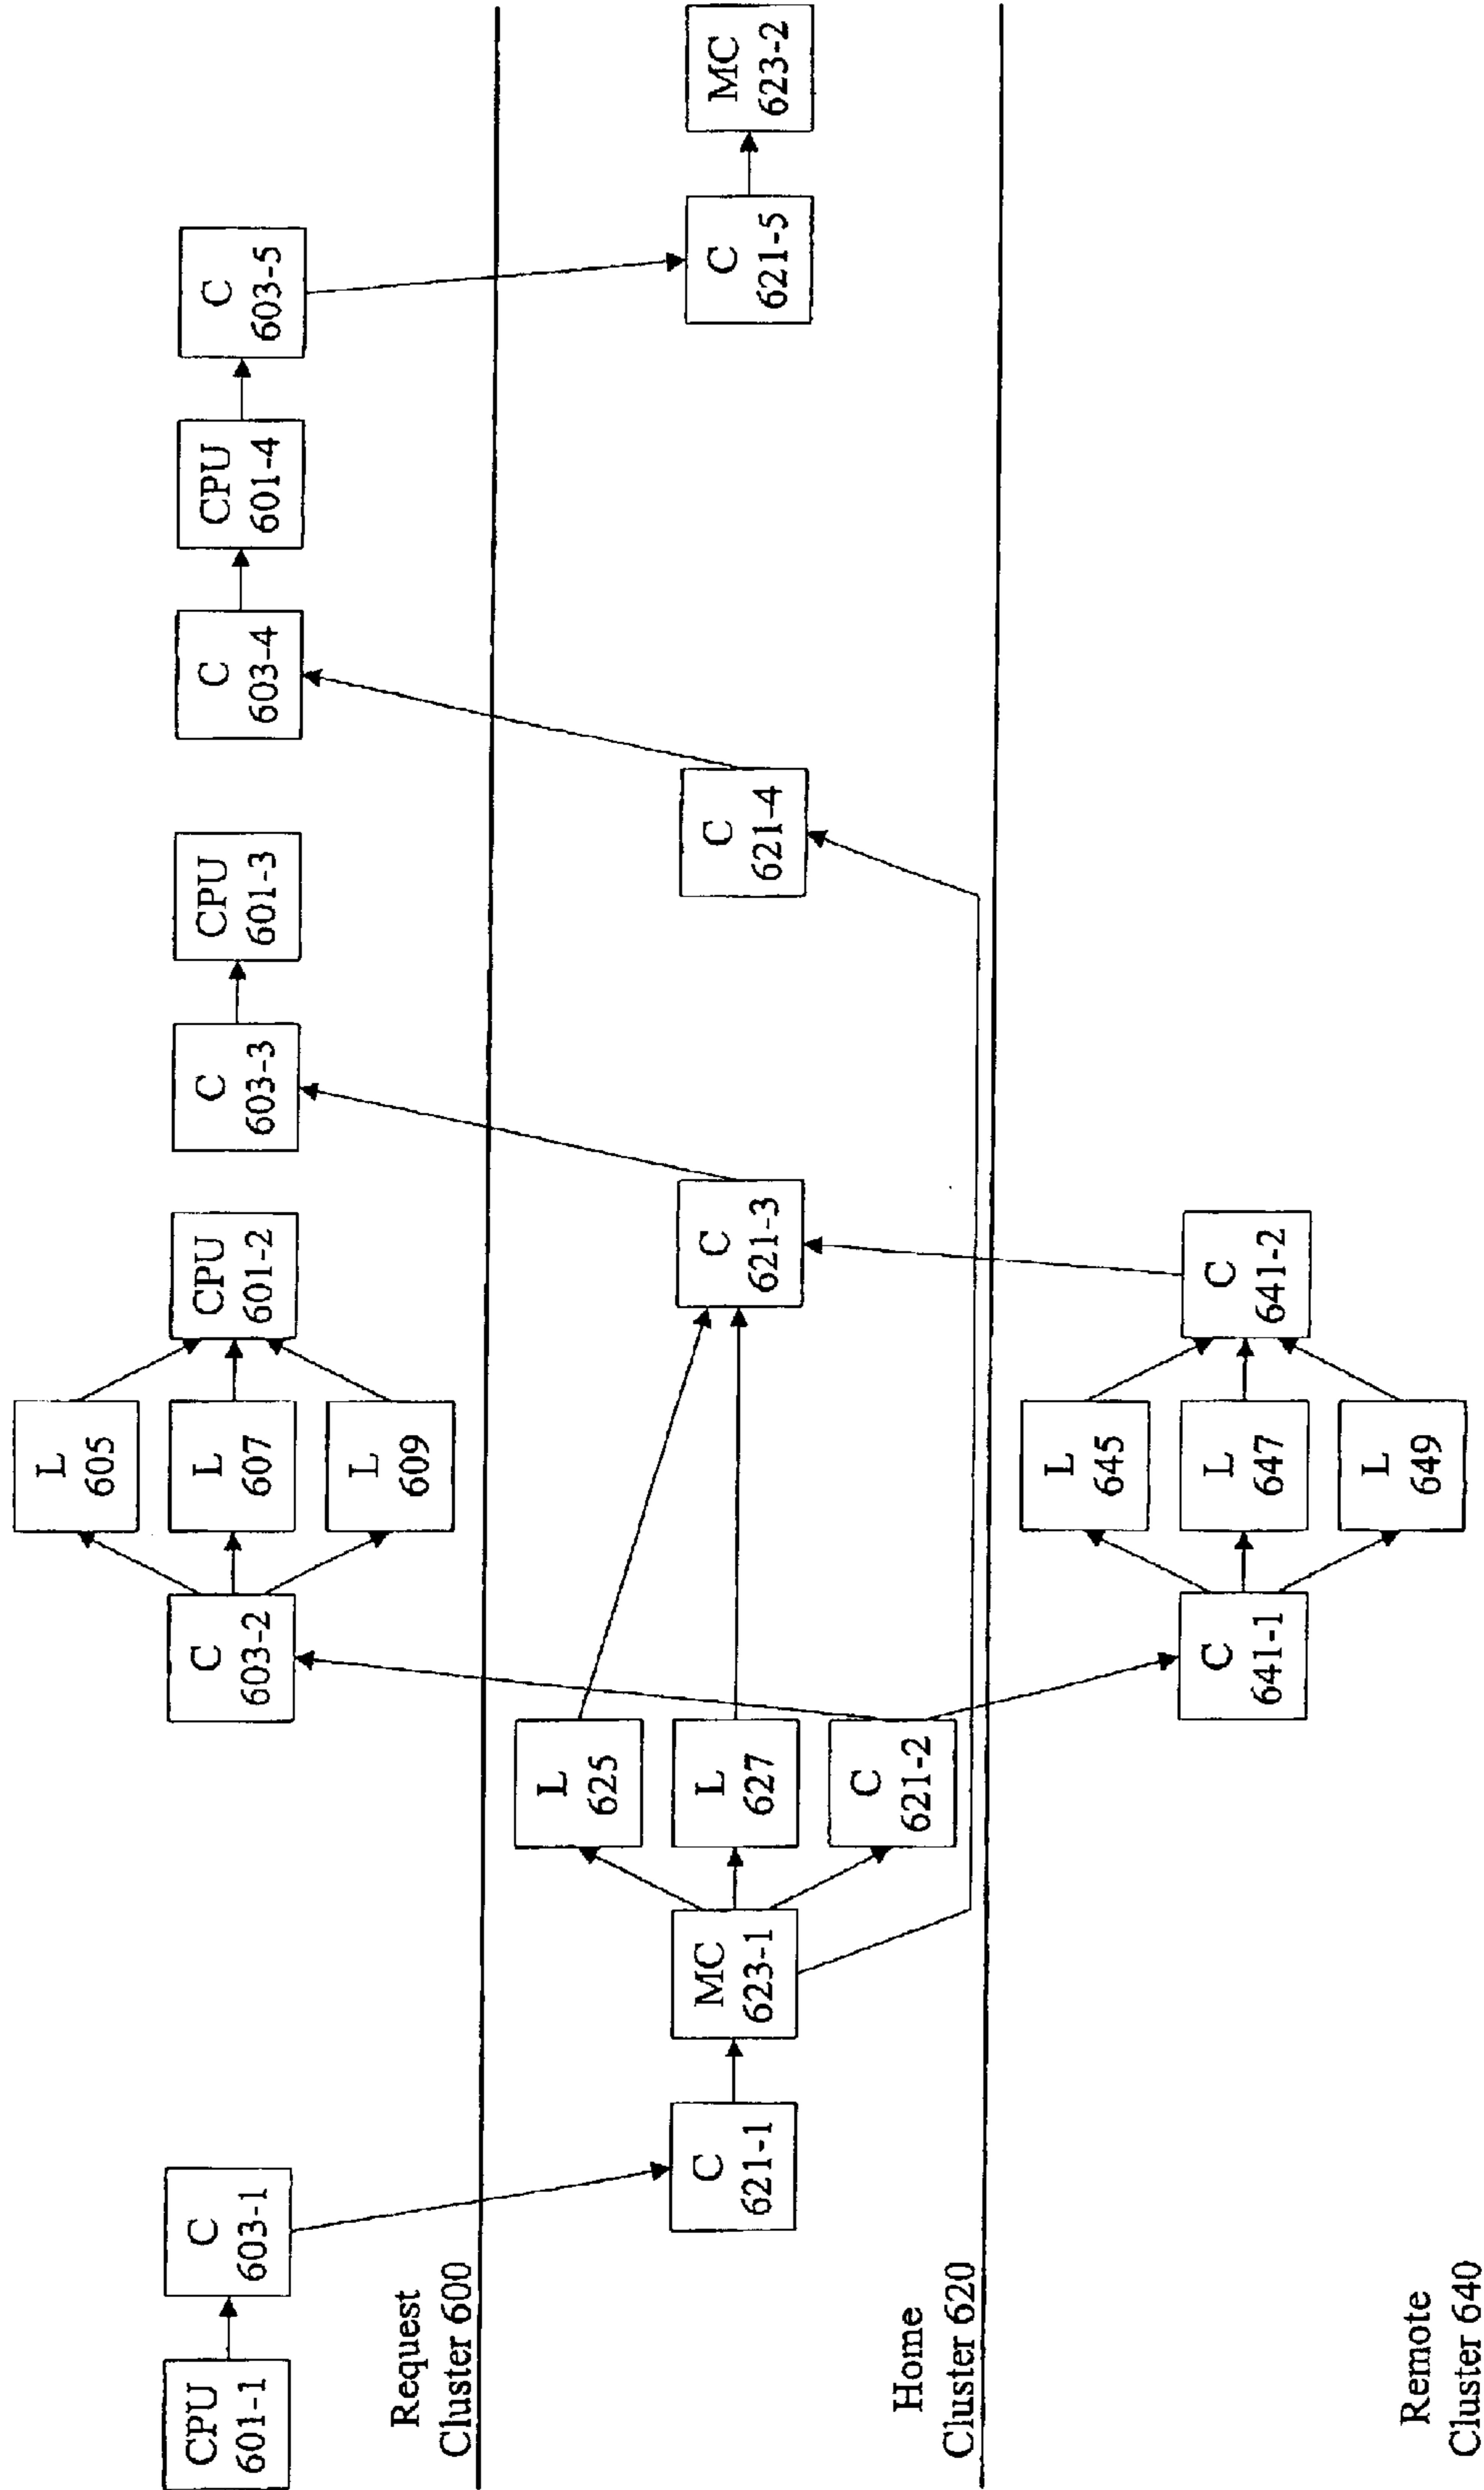 CPU
601-1
C
603-1
C
603-2
L
605
L
607
L
609
CPU
601-2
C
603-3
CPU
601-3
C
603-4
CPU
601-4
C
603-5
Request
Cluster 600
C
621-1
MC
623-1
L
625
L
627
C
621-2
C
621-3
C
621-4
C
621-5
MC
623-2
Home
Cluster 620
C
641-1
L
645
L
647
L
649
C
641-2
Remote
Cluster 640